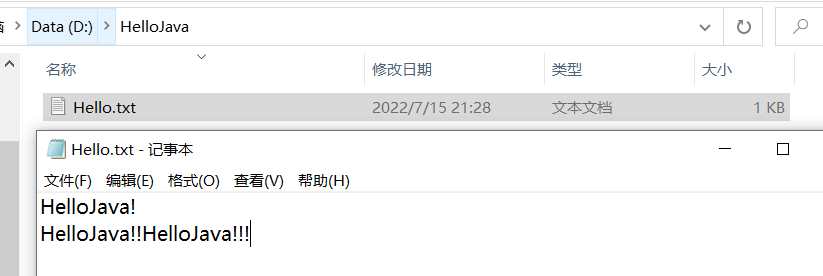 Data (D:) HelloJava
名称 修改日期 类型 大小
Hello.txt 2022/7/15 21:28 文本文档 1 KB
Hello.txt - 记事本
文件(F) 编辑(E) 格式(O) 查看(V) 帮助(H)
HelloJava!
HelloJava!!HelloJava!!!